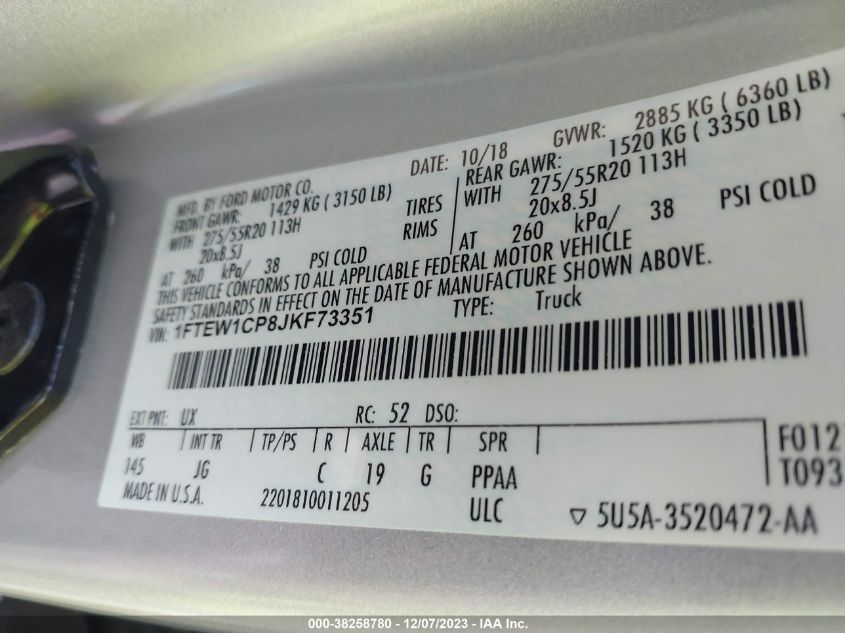 MFD. BY FORD MOTOR CO.
DATE: 10/18 GVWR: 2885 KG ( 6360 LB)
FRONT GAWR: 1429 KG ( 3150 LB)
REAR GAWR: 1520 KG ( 3350 LB)
WITH 275/55R20 113H
TIRES
WITH 275/55R20 113H
20x8.5J
RIMS
20x8.5J
AT 260 kPa/ 38 PSI COLD
AT 260 kPa/ 38 PSI COLD
THIS VEHICLE CONFORMS TO ALL APPLICABLE FEDERAL MOTOR VEHICLE
SAFETY STANDARDS IN EFFECT ON THE DATE OF MANUFACTURE SHOWN ABOVE.
VIN: 1FTEW1CP8JKF73351 TYPE: Truck
EXT PNT: UX RC: 52 DSO:
WB INT TR TP/PS R AXLE TR SPR
145 JG C 19 G PPAA
F012
T093
MADE IN U.S.A. 2201810011205 ULC
5U5A-3520472-AA
000-38258780 - 12/07/2023 - IAA Inc.